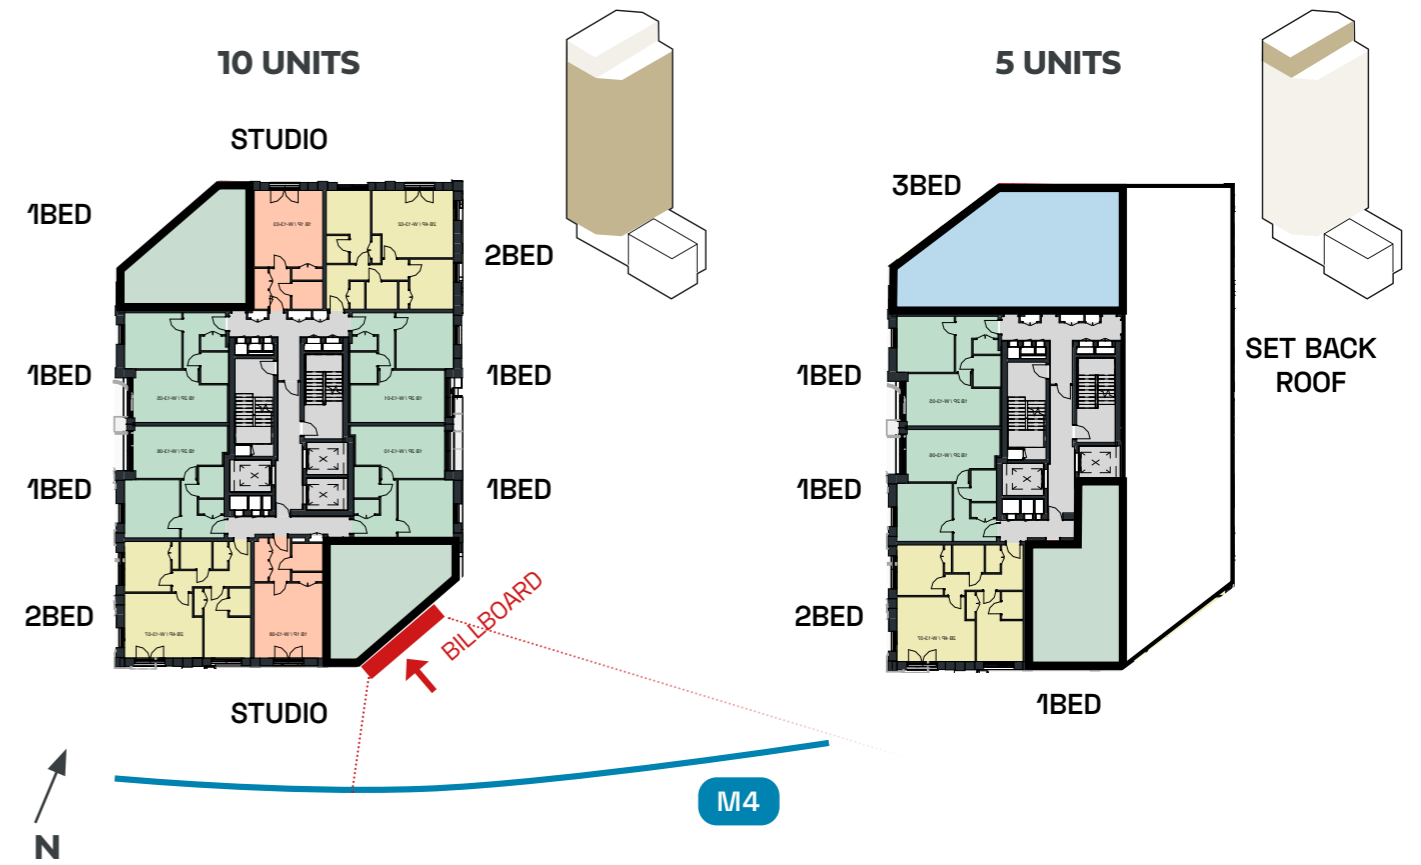 10 UNITS
5 UNITS
STUDIO
1BED
2BED
1BED
1BED
1BED
1BED
2BED
BILLBOARD
STUDIO
3BED
SET BACK
ROOF
1BED
1BED
2BED
1BED
M4
N